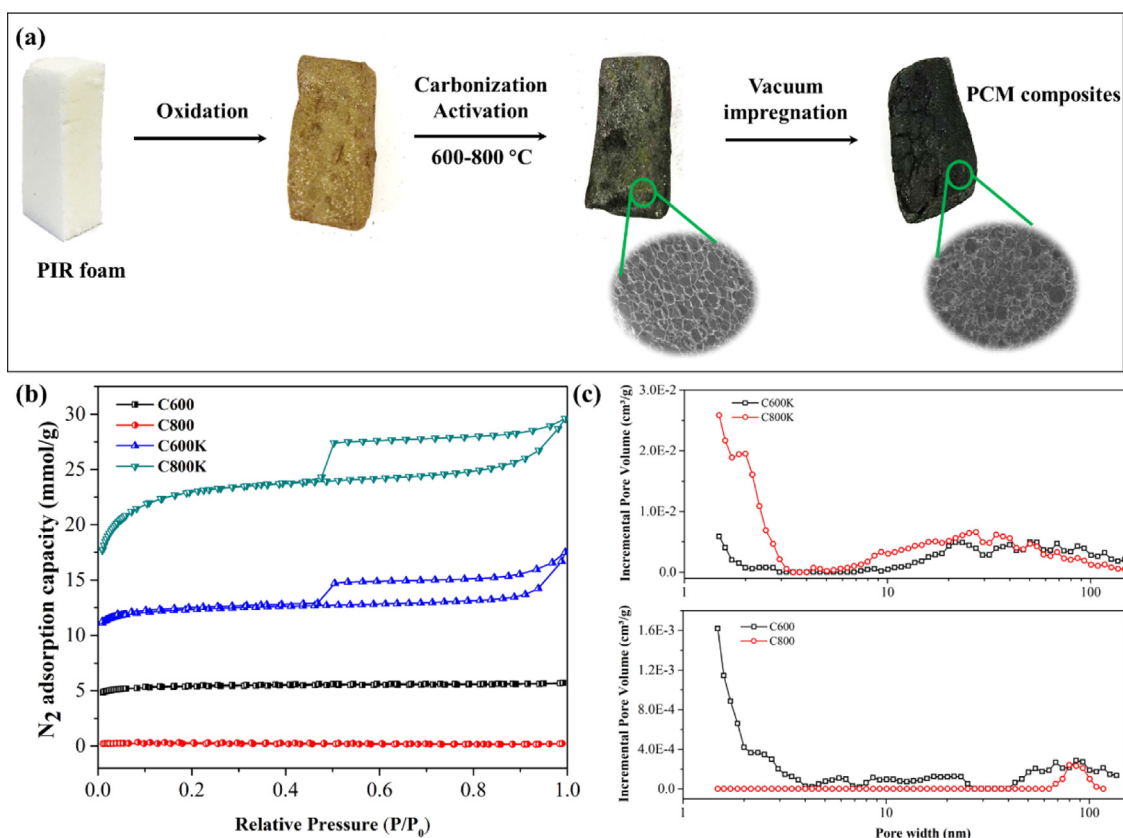 (a)
Oxidation
Carbonization
Activation
600-800 °C
Vacuum
impregnation
PCM composites
PIR foam
(b)
C600
C800
C600K
C800K
30
25
20
15
10
5
0
N₂ adsorption capacity (mmol/g)
0.0 0.2 0.4 0.6 0.8 1.0
Relative Pressure (P/P₀)
(c)
3.0E-2
2.0E-2
1.0E-2
0.0
Incremental Pore Volume (cm³/g)
C600K
C800K
1 10 100
1.6E-3
1.2E-3
8.0E-4
4.0E-4
0.0
Incremental Pore Volume (cm³/g)
C600
C800
1 10 100
Pore width (nm)